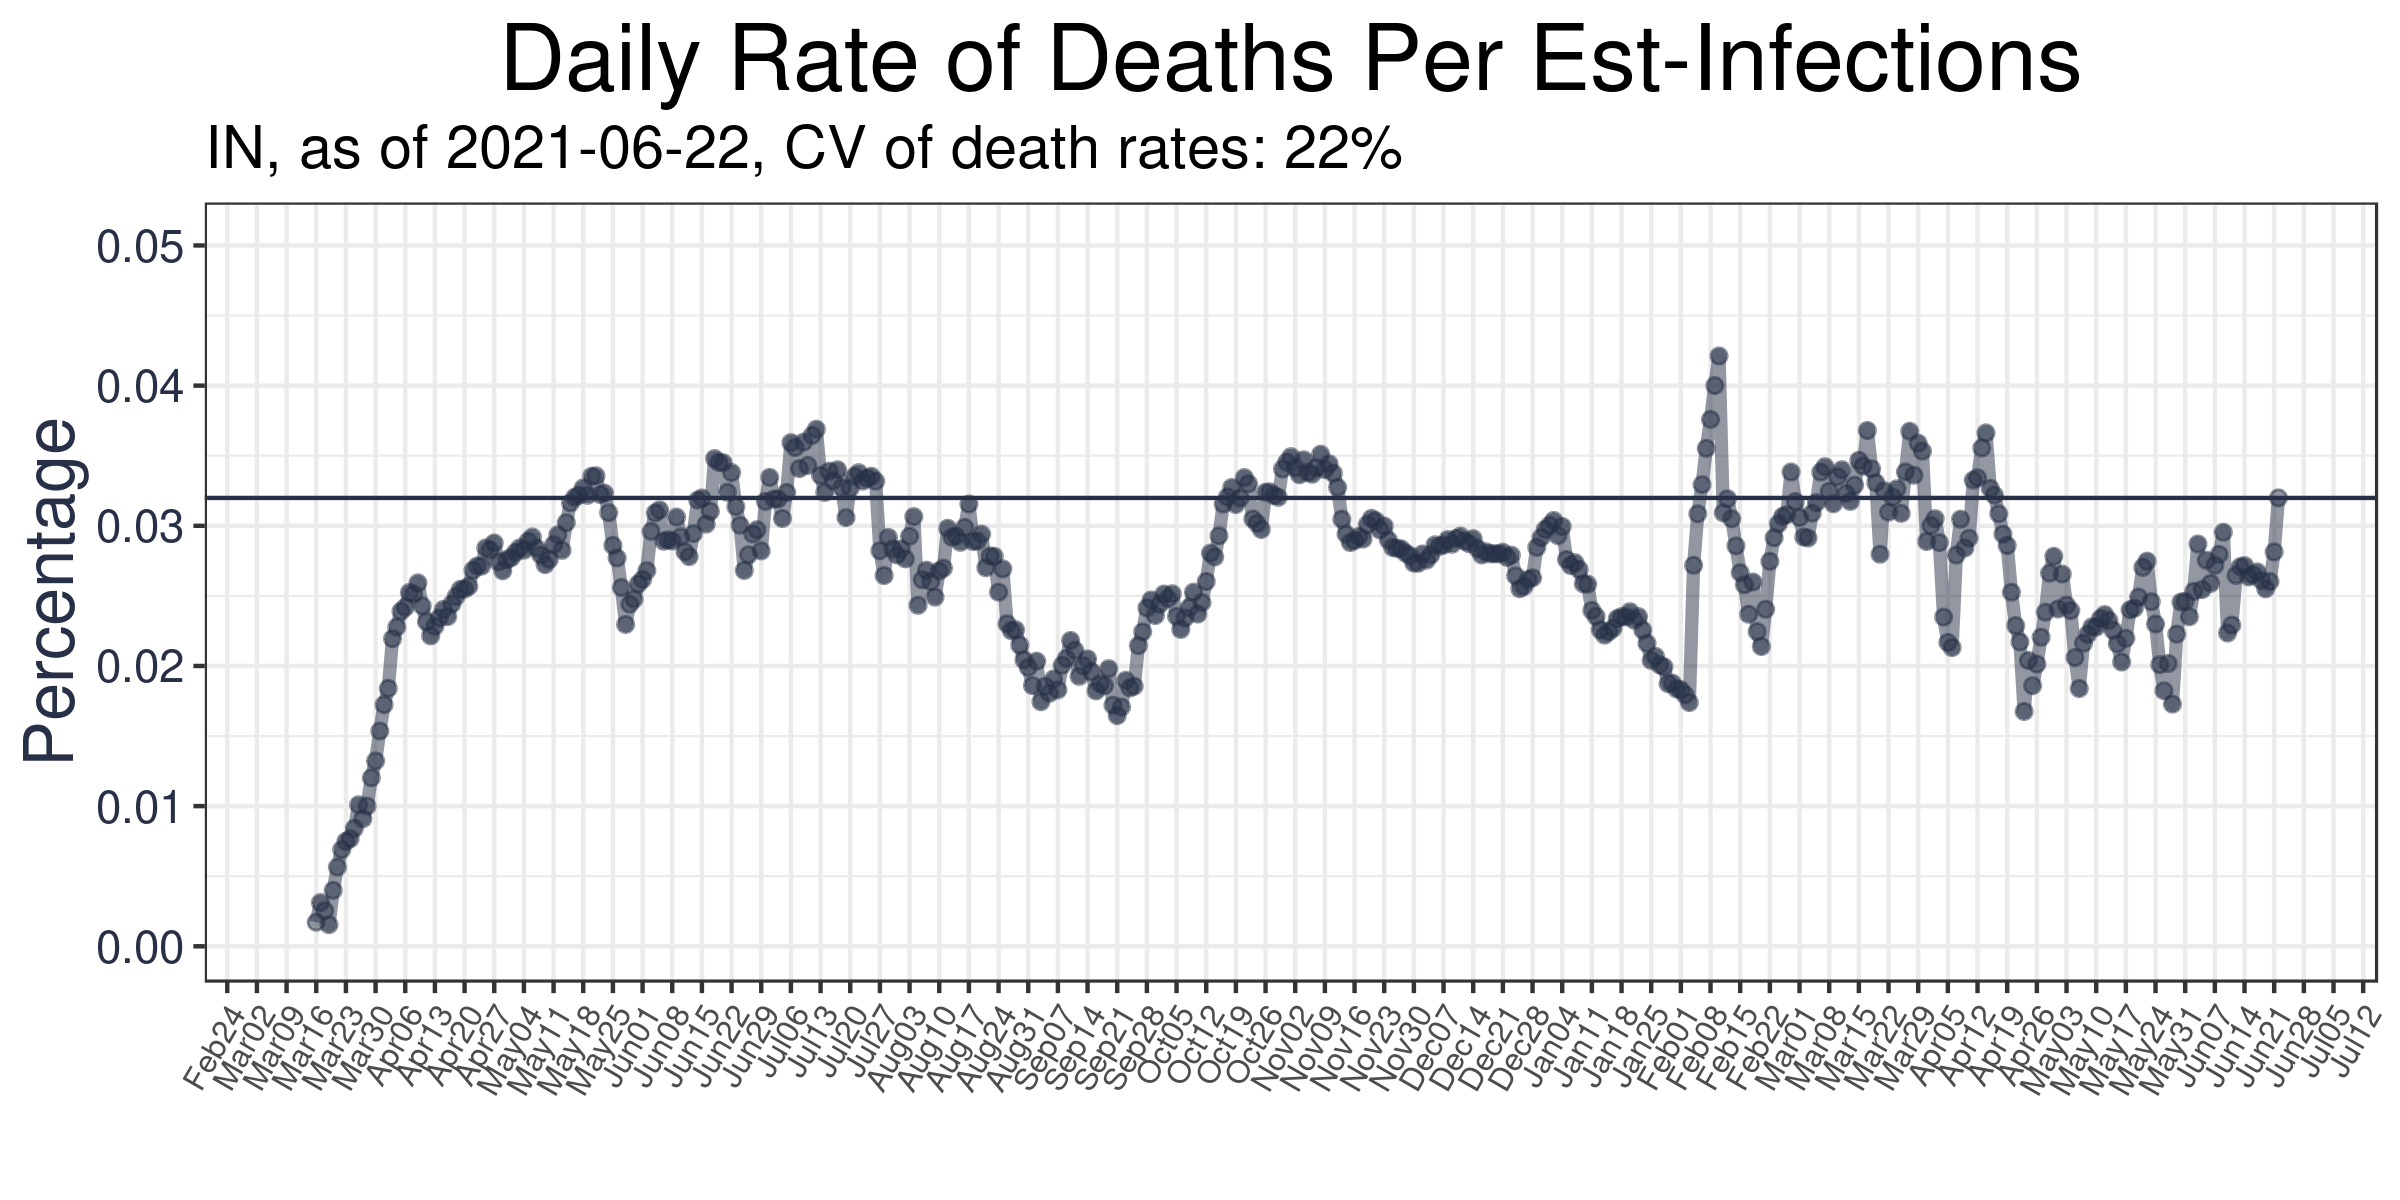 Daily Rate of Deaths Per Est-Infections
IN, as of 2021-06-22, CV of death rates: 22%
Percentage
0.05
0.04
0.03
0.02
0.01
0.00
Feb24
Mar02
Mar09
Mar16
Mar23
Mar30
Apr06
Apr13
Apr20
Apr27
May04
May11
May18
May25
Jun01
Jun08
Jun15
Jun22
Jun29
Jul06
Jul13
Jul20
Jul27
Aug03
Aug10
Aug17
Aug24
Aug31
Sep07
Sep14
Sep21
Sep28
Oct05
Oct12
Oct19
Oct26
Nov02
Nov09
Nov16
Nov23
Nov30
Dec07
Dec14
Dec21
Dec28
Dec04
Jan11
Jan18
Jan25
Feb01
Feb08
Feb15
Feb22
Mar01
Mar08
Mar15
Mar22
Mar29
Apr05
Apr12
Apr19
Apr26
May03
May10
May17
May24
May31
May07
Jun14
Jun21
Jun28
Jul05
Jul12